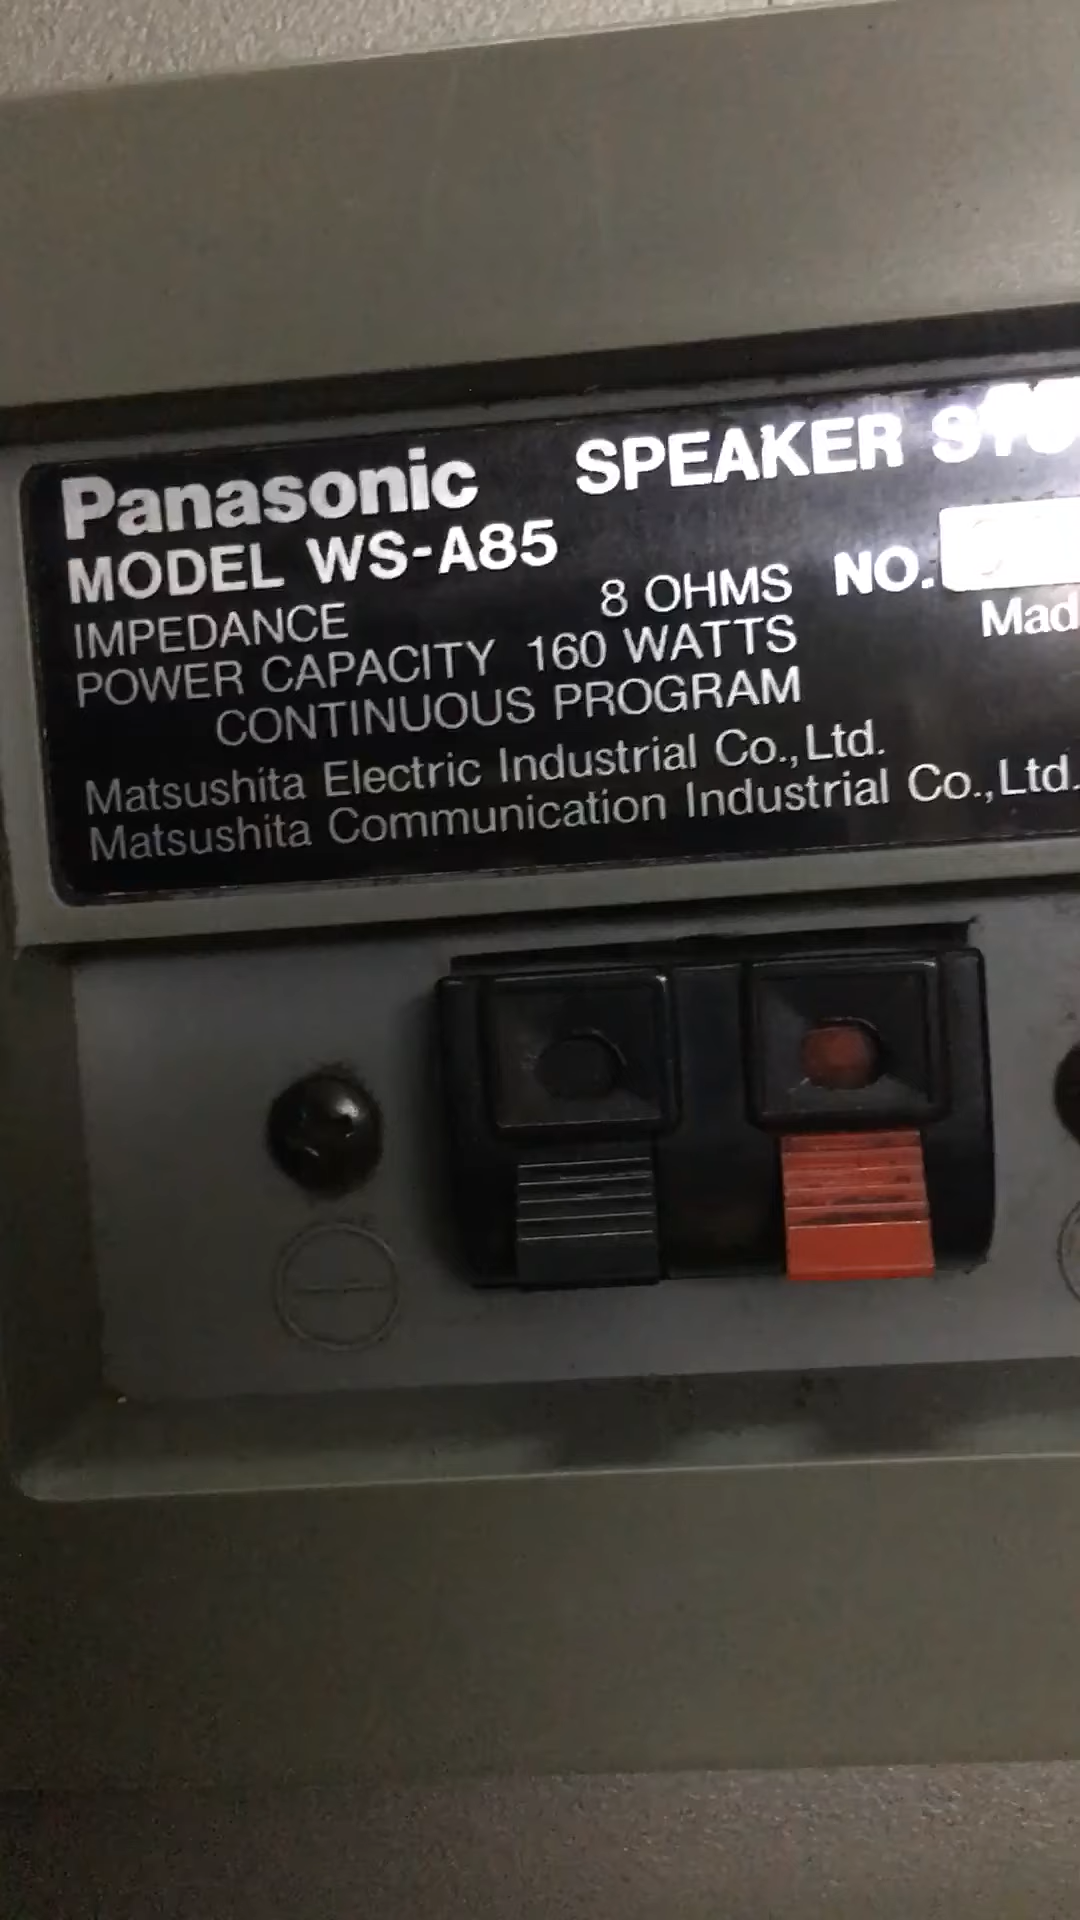 Panasonic SPEAKER
MODEL WS-A85
IMPEDANCE 8 OHMS NO.
POWER CAPACITY 160 WATTS
CONTINUOUS PROGRAM
Matsushita Electric Industrial Co., Ltd.
Matsushita Communication Industrial Co., Ltd.